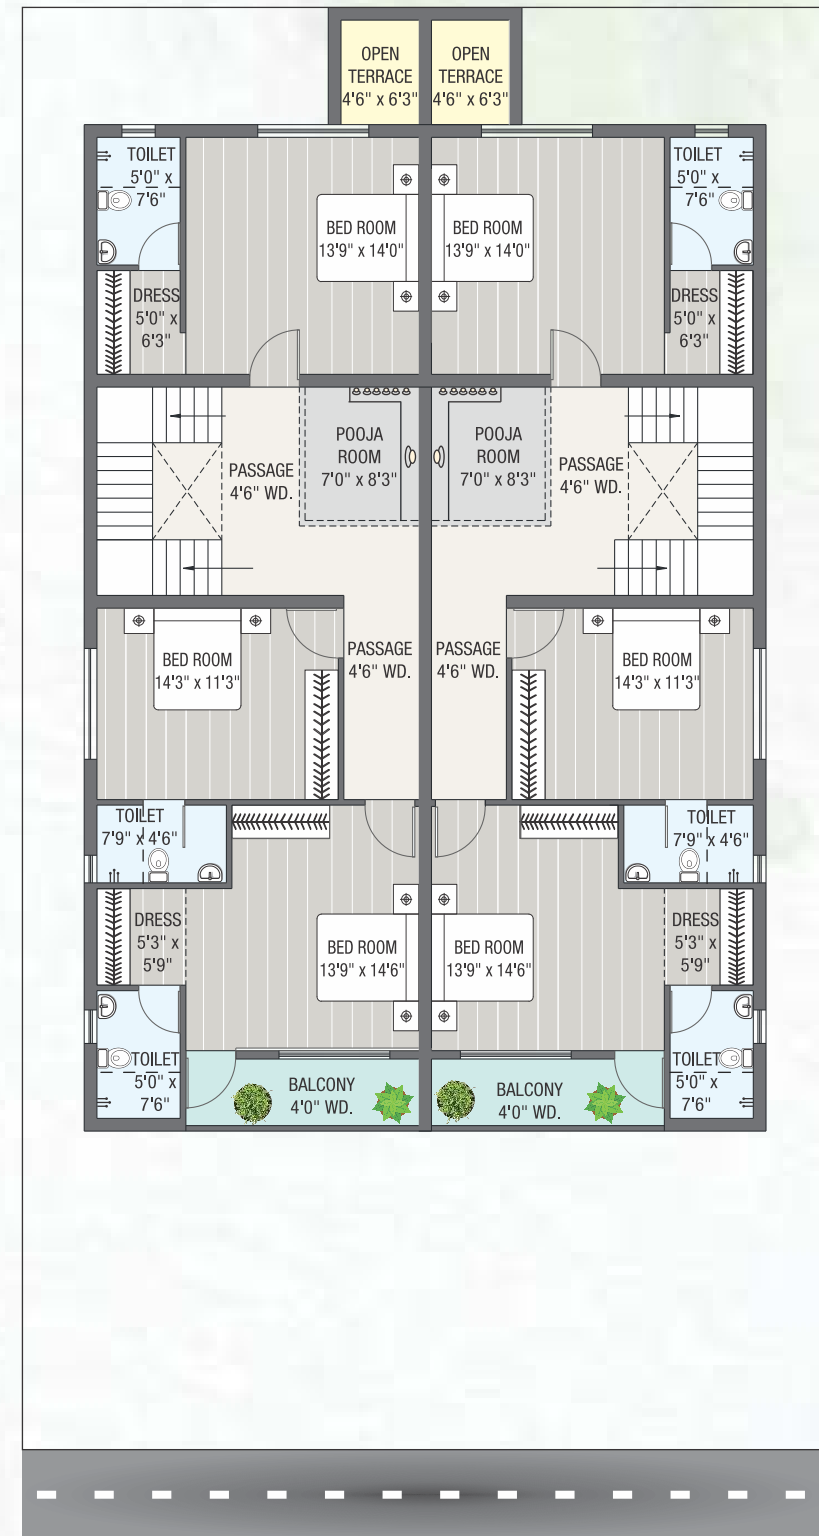 OPEN
TERRACE
4'6" x 6'3"
OPEN
TERRACE
4'6" x 6'3"
TOILET
5'0" x
7'6"
BED ROOM
13'9" x 14'0"
BED ROOM
13'9" x 14'0"
TOILET
5'0" x
7'6"
DRESS
5'0" x
6'3"
DRESS
5'0" x
6'3"
PASSAGE
4'6" WD.
POOJA
ROOM
7'0" x 8'3"
POOJA
ROOM
7'0" x 8'3"
PASSAGE
4'6" WD.
BED ROOM
14'3" x 11'3"
PASSAGE
4'6" WD.
PASSAGE
4'6" WD.
BED ROOM
14'3" x 11'3"
TOILET
7'9" x 4'6"
TOILET
7'9" x 4'6"
DRESS
5'3" x
5'9"
BED ROOM
13'9" x 14'6"
BED ROOM
13'9" x 14'6"
DRESS
5'3" x
5'9"
TOILET
5'0" x
7'6"
BALCONY
4'0" WD.
BALCONY
4'0" WD.
TOILET
5'0" x
7'6"